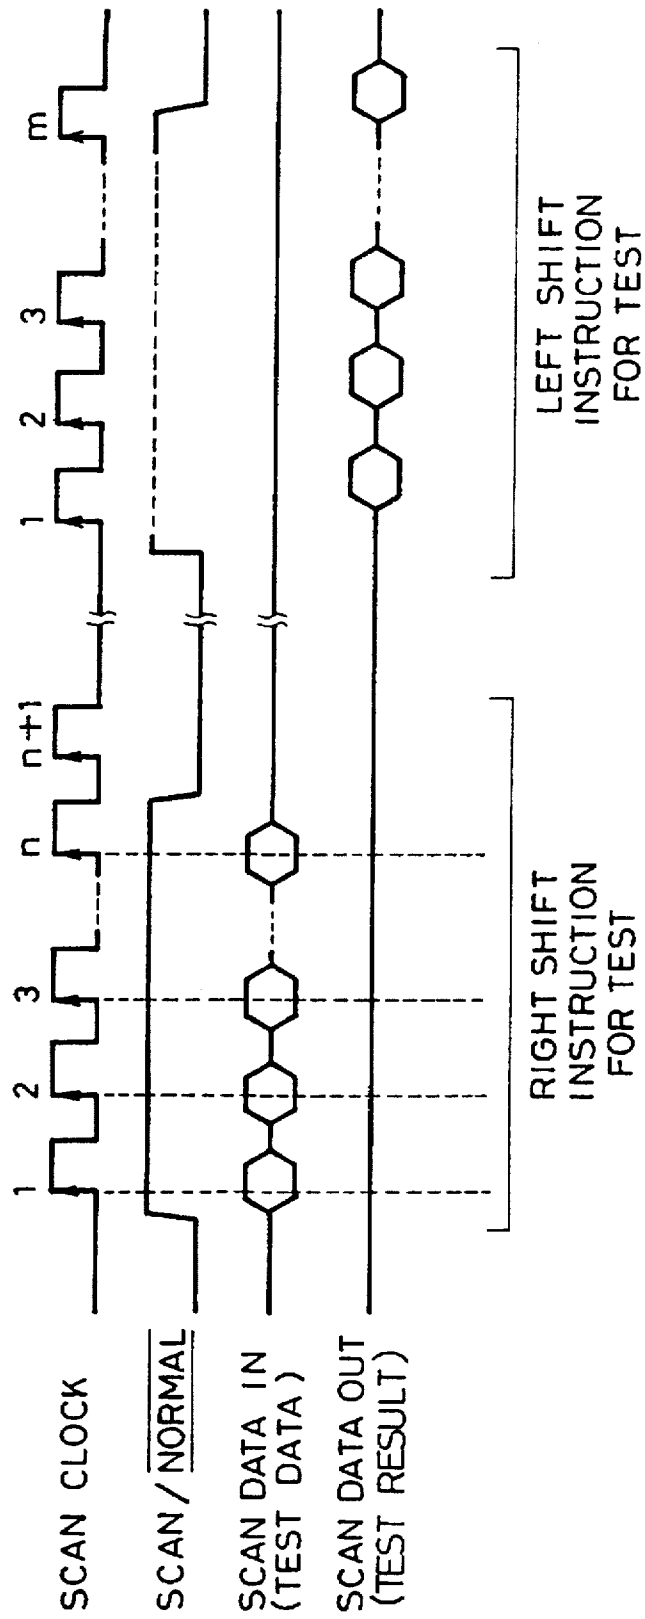 SCAN CLOCK
1 2 3 n n+1 1 2 3 m
SCAN / NORMAL
SCAN DATA IN
(TEST DATA)
SCAN DATA OUT
(TEST RESULT)
RIGHT SHIFT
INSTRUCTION
FOR TEST
LEFT SHIFT
INSTRUCTION
FOR TEST